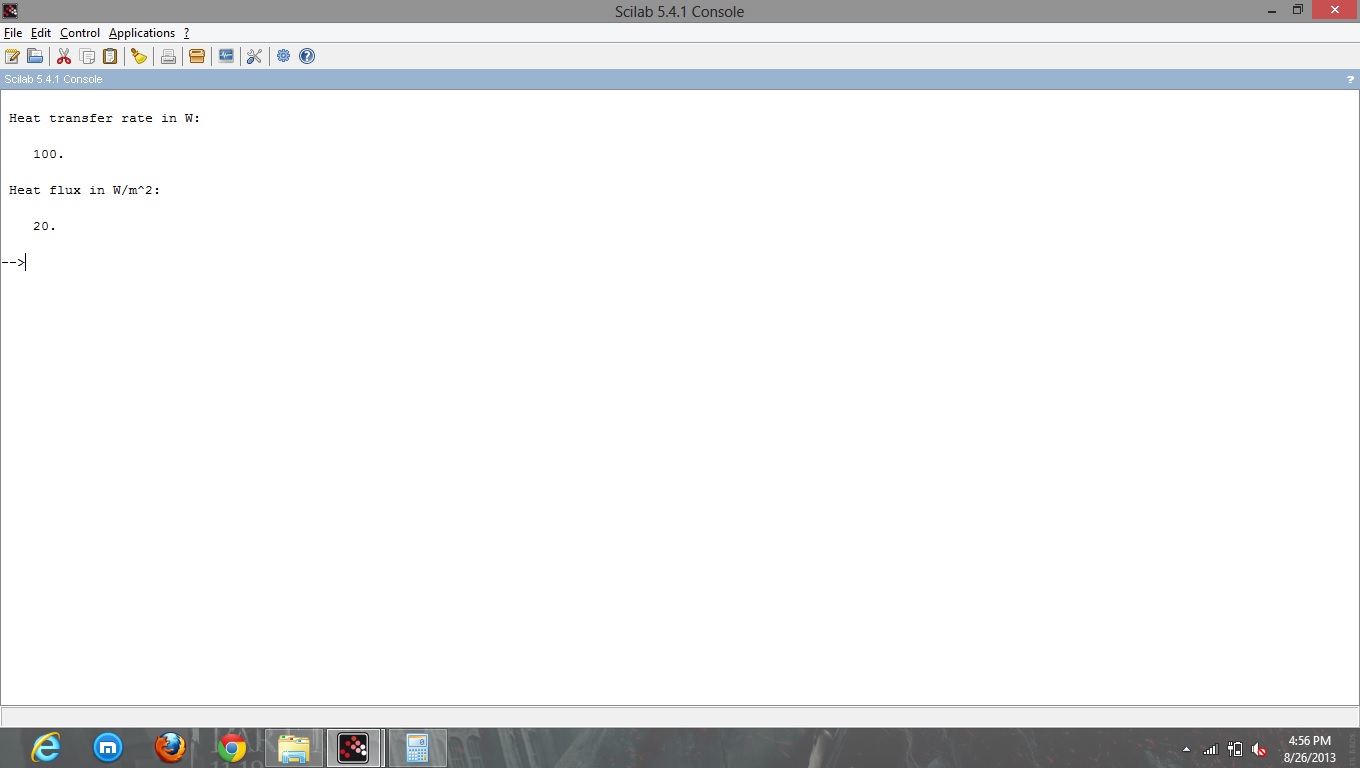 Scilab 5.4.1 Console
File Edit Control Applications ?
Scilab 5.4.1 Console ?
Heat transfer rate in W:
100.
Heat flux in W/m^2:
20.
-->
4:56 PM
8/26/2013